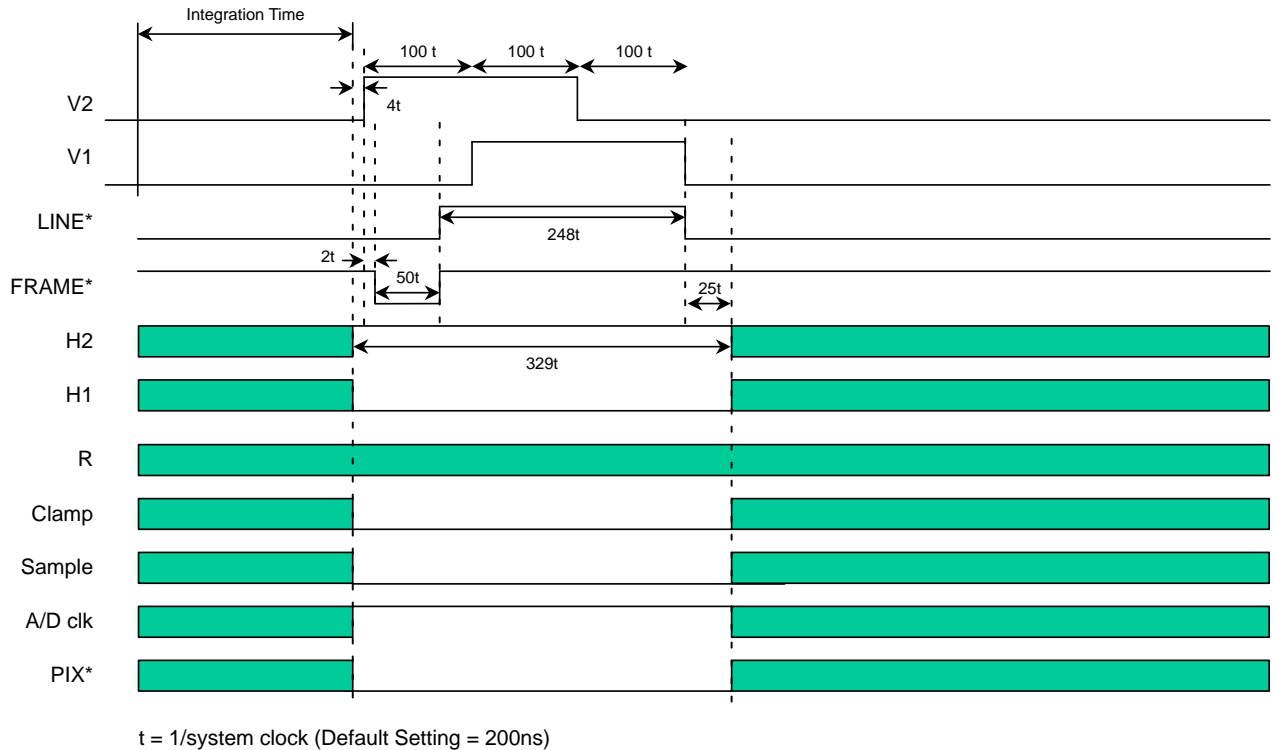 Integration Time
100 t 100 t 100 t
V2
4t
V1
LINE*
248t
2t
FRAME*
50t
25t
H2
329t
H1
R
Clamp
Sample
A/D clk
PIX*
t = 1/system clock (Default Setting = 200ns)